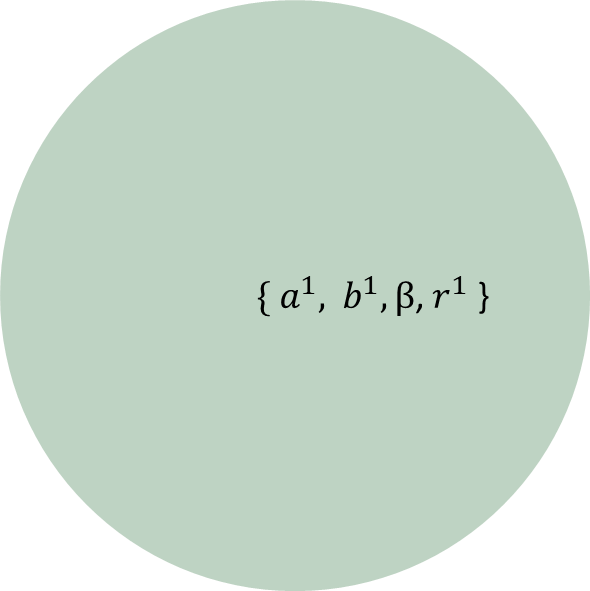 { a¹, b¹, β, r¹ }